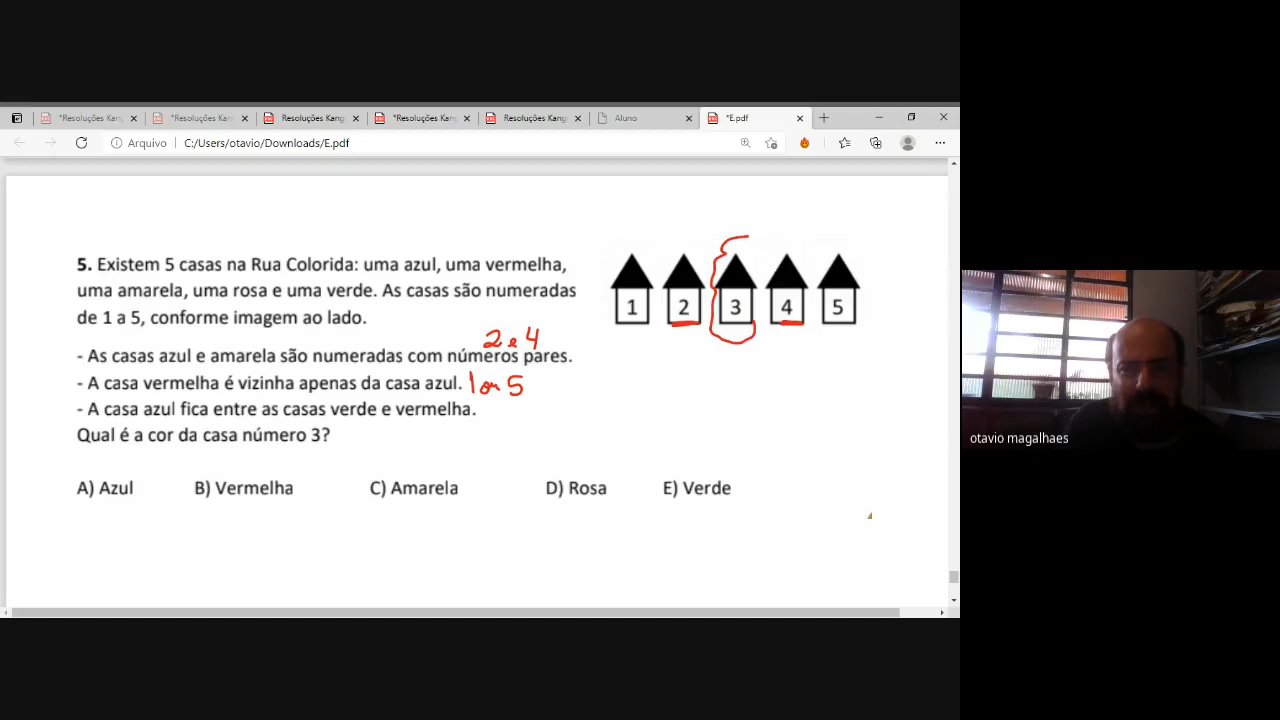 *Resoluções Kang
*Resoluções Kan
Resoluções Kang
*Resoluções Kang
Resoluções Kang
Aluno
*E.pdf
Arquivo C:/Users/otavio/Downloads/E.pdf
5. Existem 5 casas na Rua Colorida: uma azul, uma vermelha,
uma amarela, uma rosa e uma verde. As casas são numeradas
de 1 a 5, conforme imagem ao lado.
1 2 3 4 5
2 e 4
- As casas azul e amarela são numeradas com números pares.
- A casa vermelha é vizinha apenas da casa azul. 1 ou 5
- A casa azul fica entre as casas verde e vermelha.
Qual é a cor da casa número 3?
A) Azul B) Vermelha C) Amarela D) Rosa E) Verde
otavio magalhaes